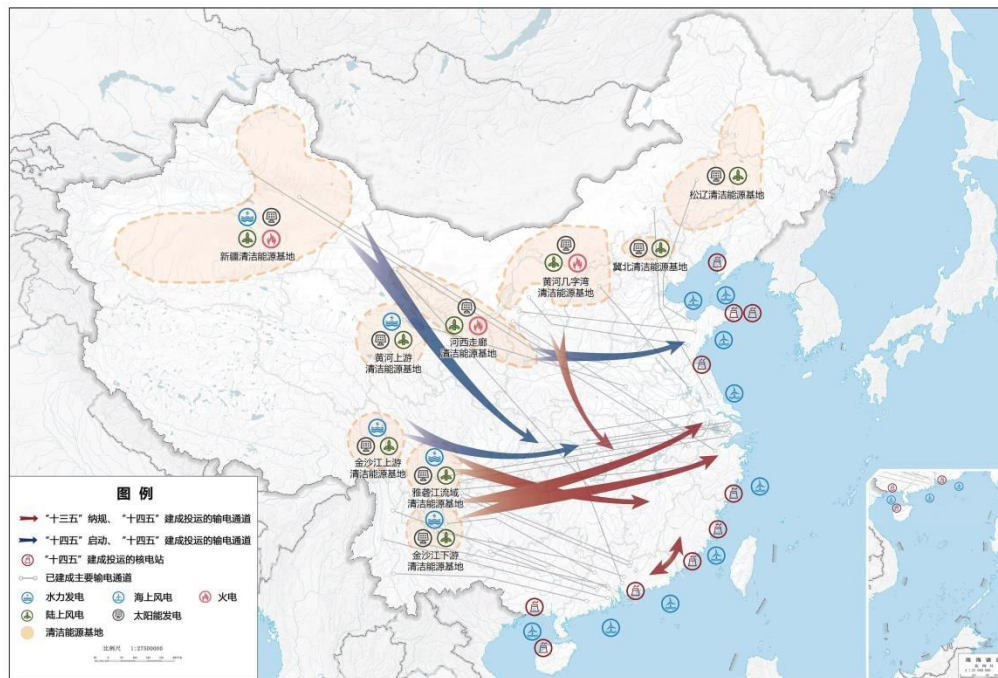 松辽清洁能源基地
新疆清洁能源基地
黄河几字湾
清洁能源基地
冀北清洁能源基地
河西走廊
清洁能源基地
黄河上游
清洁能源基地
金沙江上游
清洁能源基地
雅砻江流域
清洁能源基地
金沙江下游
清洁能源基地
图 例
“十三五”纳规、“十四五”建成投运的输电通道
“十四五”启动、“十四五”建成投运的输电通道
“十四五”建成投运的核电站
已建成主要输电通道
水力发电 海上风电 火电
陆上风电 太阳能发电
清洁能源基地
比例尺 1:27500000